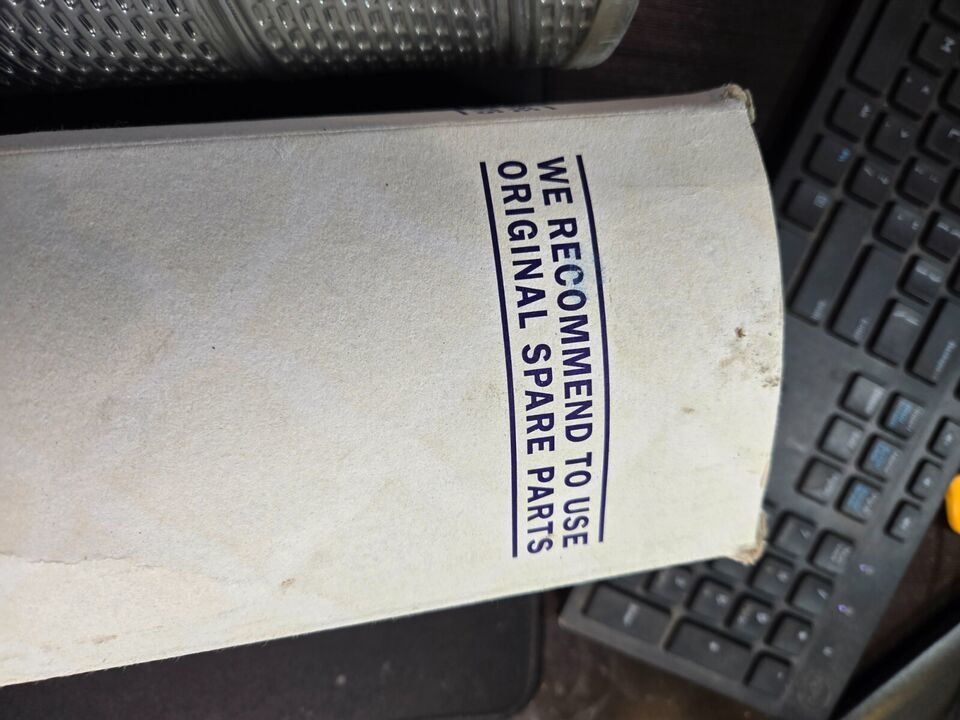 WE RECOMMEND TO USE
ORIGINAL SPARE PARTS